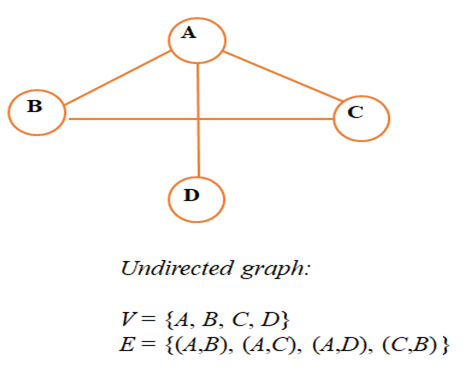 A
B
C
D
Undirected graph:
V = {A, B, C, D}
E = {(A,B), (A,C), (A,D), (C,B)}